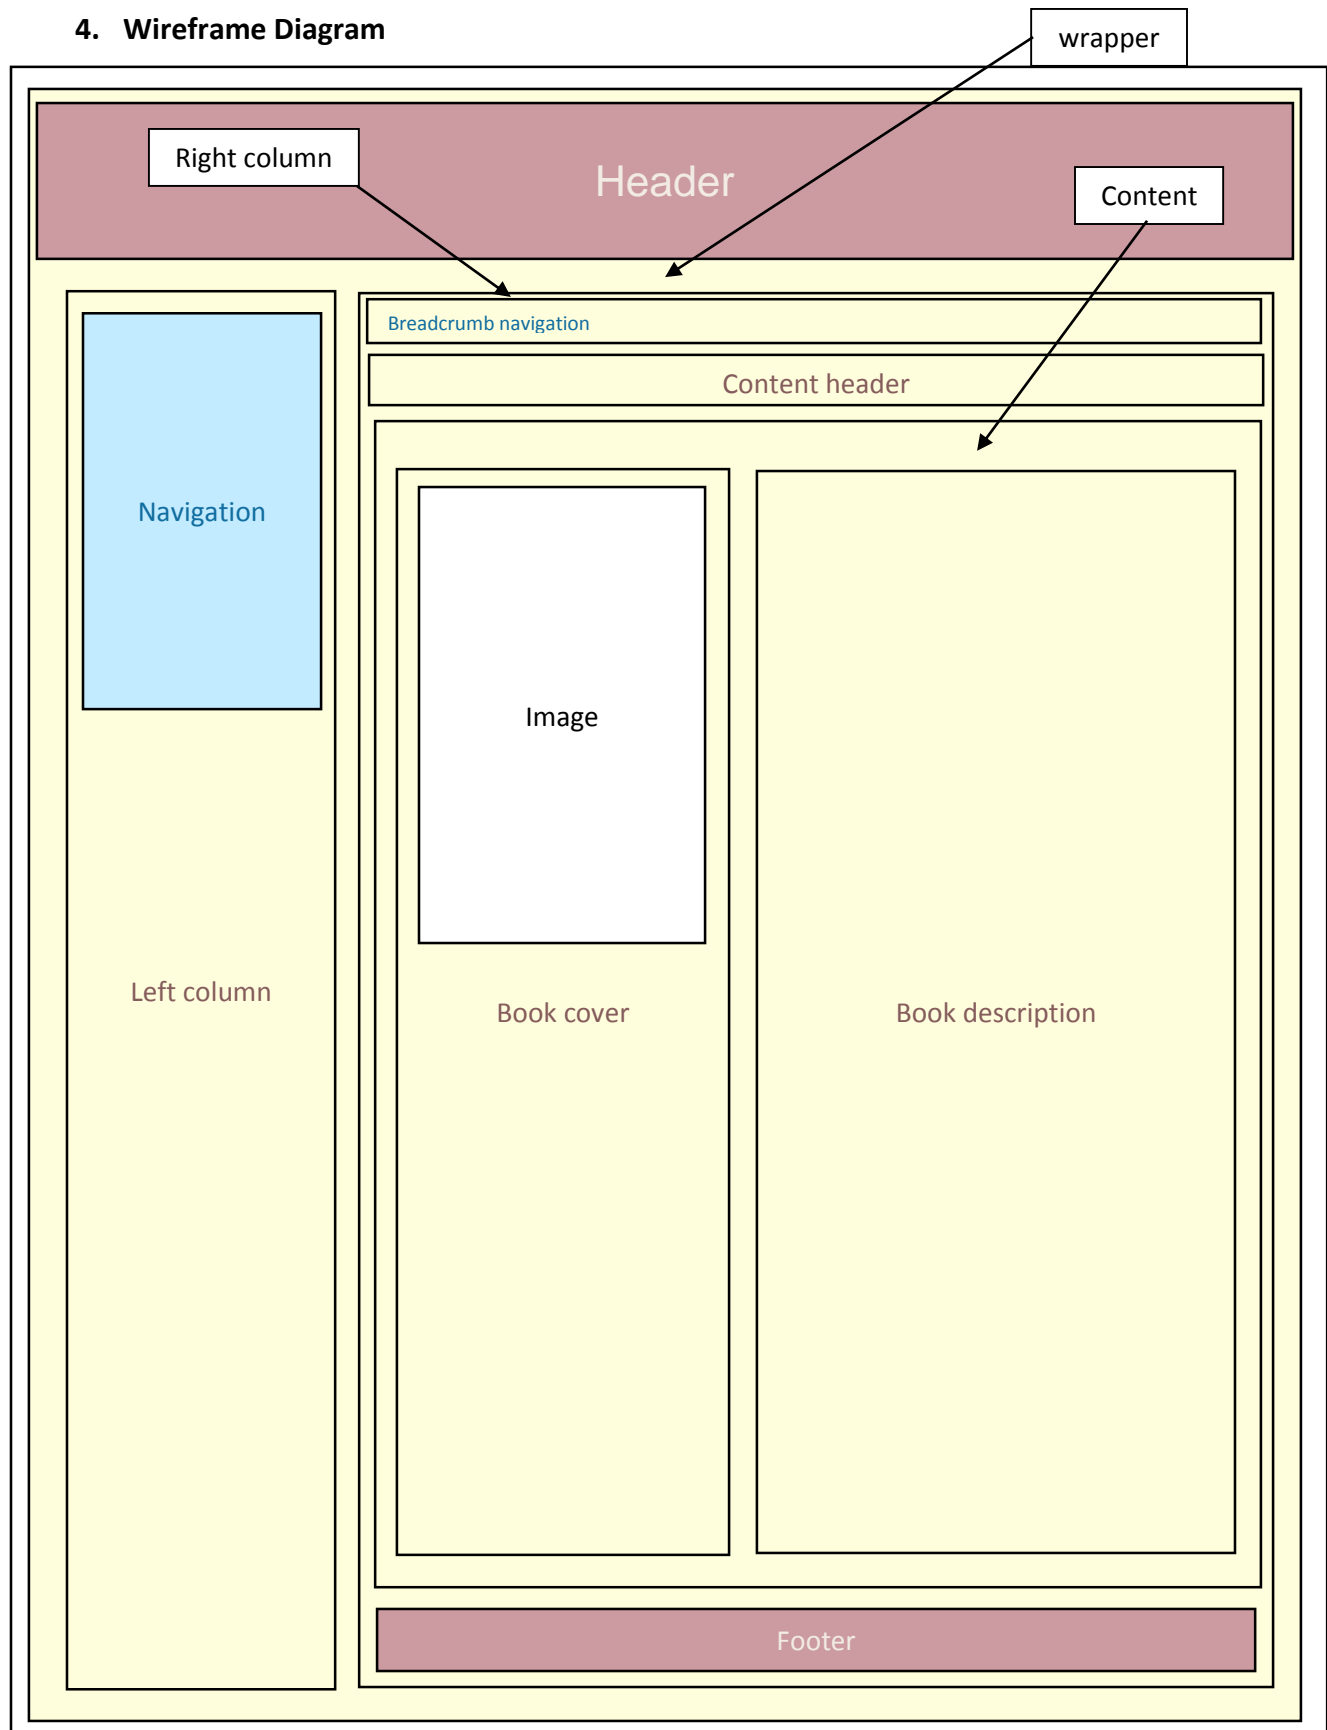 4. Wireframe Diagram
wrapper
Right column
Header
Content
Breadcrumb navigation
Content header
Navigation
Image
Left column
Book cover
Book description
Footer